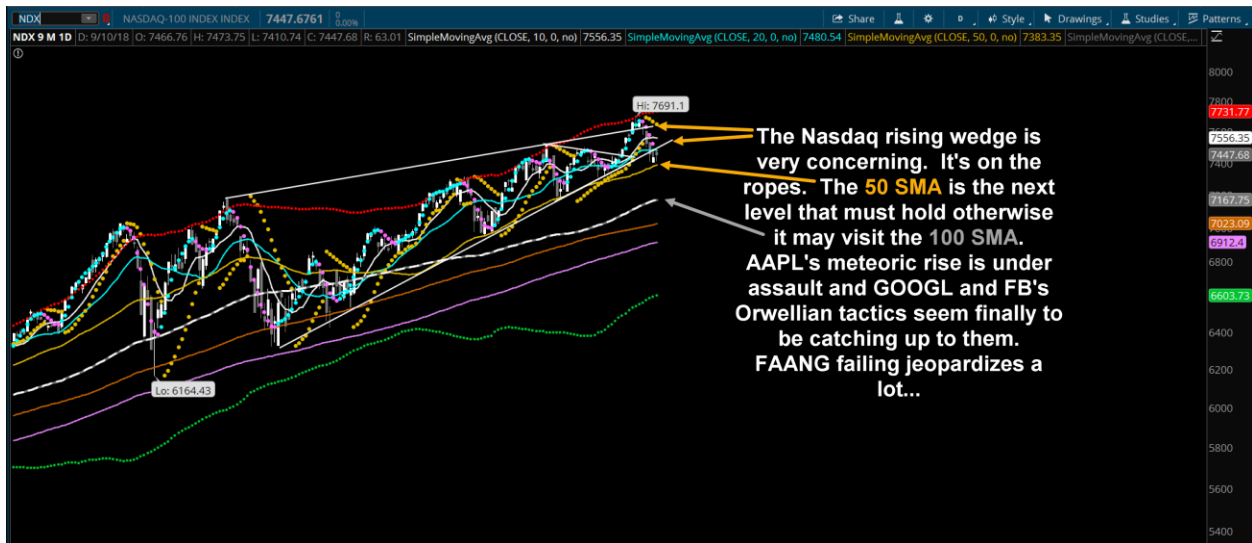 NDX
NASDAQ-100 INDEX INDEX 7447.6761 0 0.00% Share D Style Drawings Studies Patterns
NDX 9 M 1D D: 9/10/18 O: 7466.76 H: 7473.75 L: 7410.74 C: 7447.68 R: 63.01 SimpleMovingAvg (CLOSE, 10, 0, no) 7556.35 SimpleMovingAvg (CLOSE, 20, 0, no) 7480.54 SimpleMovingAvg (CLOSE, 50, 0, no) 7383.35 SimpleMovingAvg (CLOSE,...
8000
7800
Hi: 7691.1
7731.77
7556.35
7447.68
7400
7167.75
7023.09
6912.4
6800
6603.73
6400
6200
6000
5800
5600
5400
Lo: 6164.43
The Nasdaq rising wedge is
very concerning. It's on the
ropes. The 50 SMA is the next
level that must hold otherwise
it may visit the 100 SMA.
AAPL's meteoric rise is under
assault and GOOGL and FB's
Orwellian tactics seem finally to
be catching up to them.
FAANG failing jeopardizes a
lot...